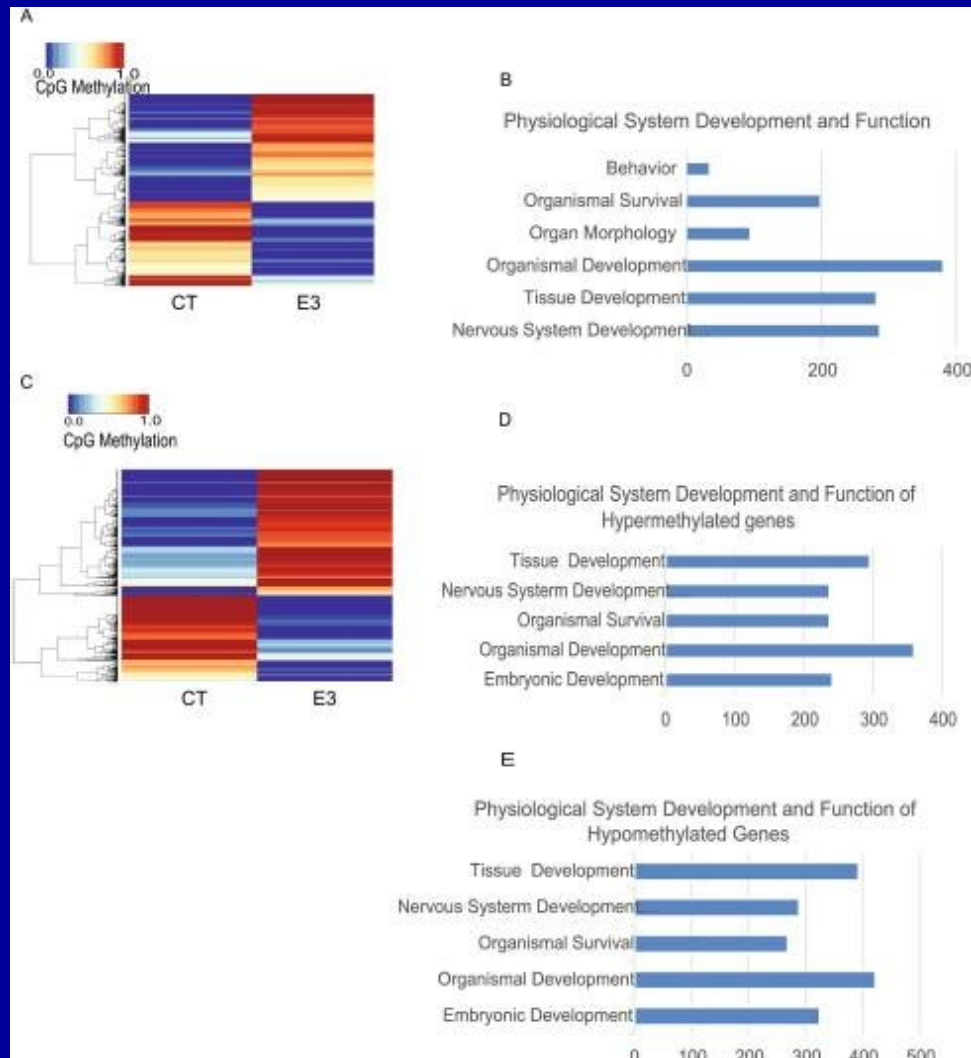 A
0.0 1.0
CpG Methylation
CT E3
B
Physiological System Development and Function
Behavior
Organismal Survival
Organ Morphology
Organismal Development
Tissue Development
Nervous System Development...
0 200 400
C
0.0 1.0
CpG Methylation
CT E3
D
Physiological System Development and Function of
Hypermethylated genes
Tissue Development
Nervous Systerm Development...
Organismal Survival
Organismal Development
Embryonic Development
0 100 200 300 400
E
Physiological System Development and Function of
Hypomethylated Genes
Tissue Development
Nervous Systerm Development...
Organismal Survival
Organismal Development
Embryonic Development
0 100 200 300 400 500